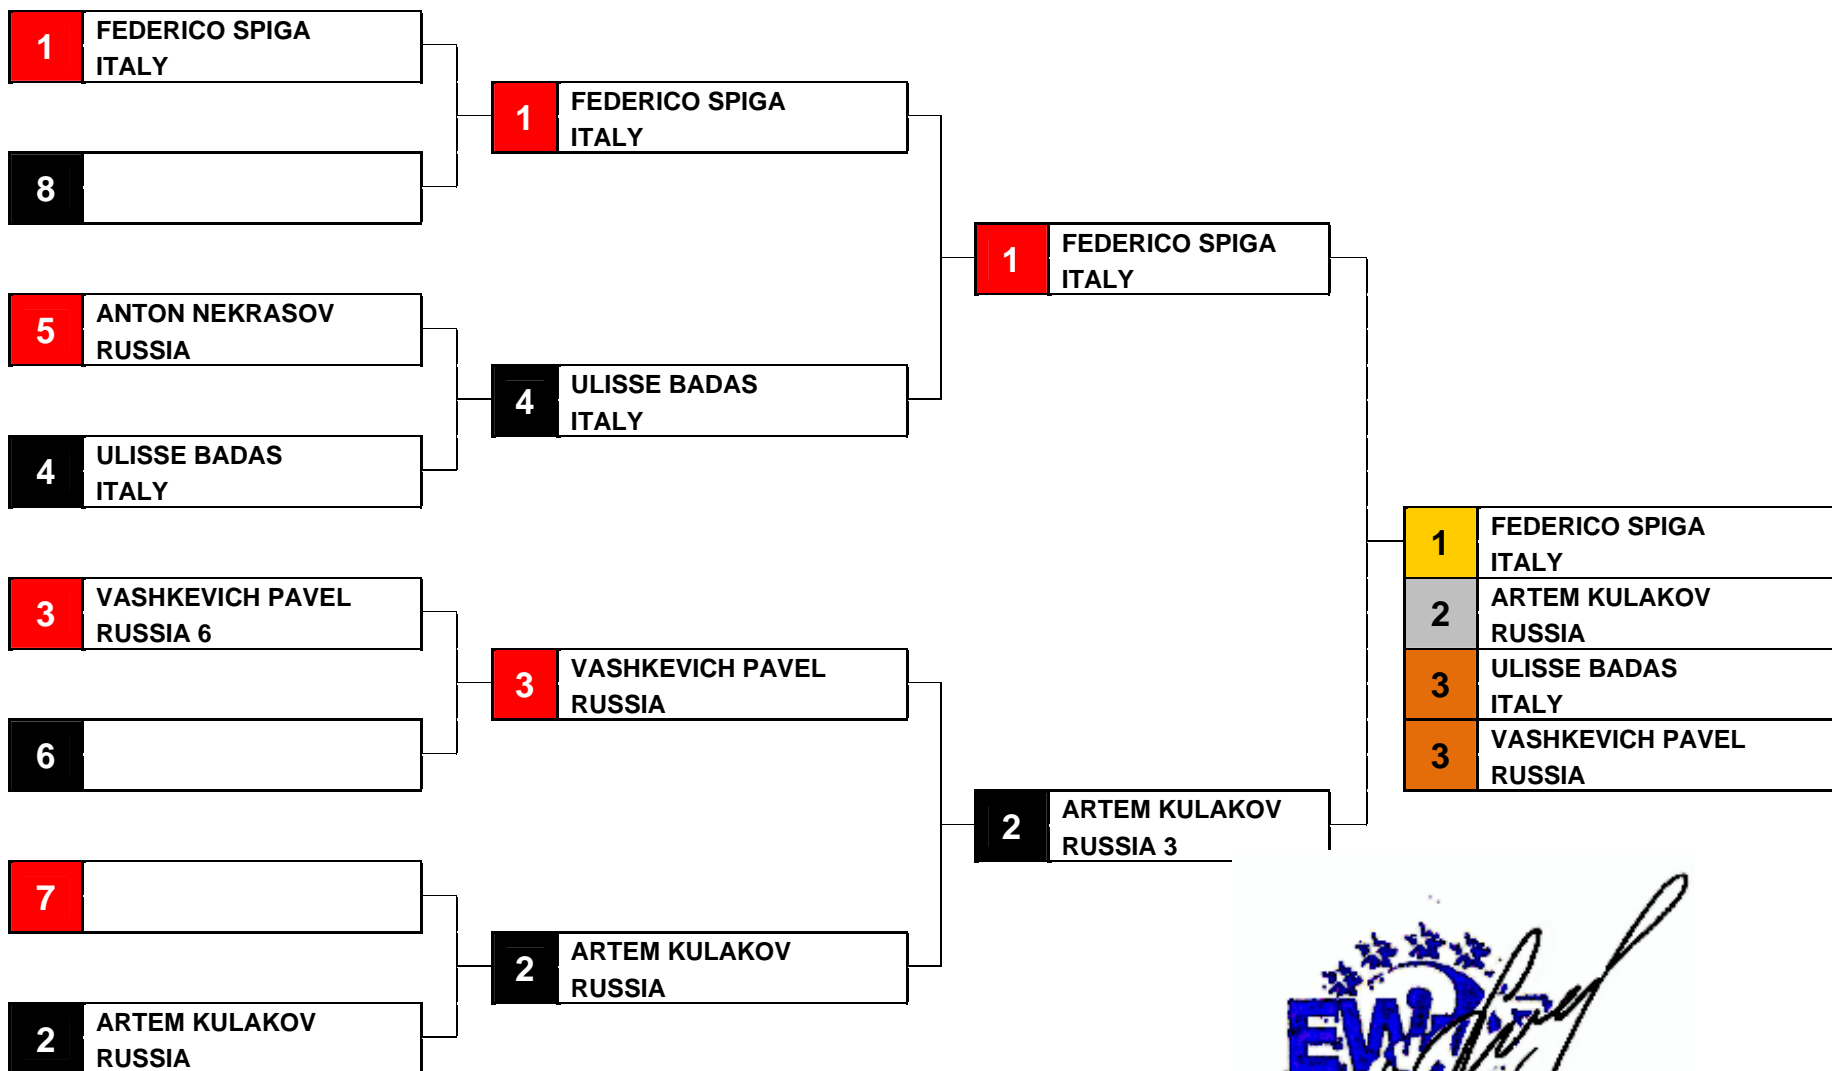 1
FEDERICO SPIGA
ITALY
8
5
ANTON NEKRASOV
RUSSIA
4
ULISSE BADAS
ITALY
3
VASHKEVICH PAVEL
RUSSIA 6
6
7
2
ARTEM KULAKOV
RUSSIA
1
FEDERICO SPIGA
ITALY
4
ULISSE BADAS
ITALY
3
VASHKEVICH PAVEL
RUSSIA
2
ARTEM KULAKOV
RUSSIA
1
FEDERICO SPIGA
ITALY
2
ARTEM KULAKOV
RUSSIA 3
1
FEDERICO SPIGA
ITALY
2
ARTEM KULAKOV
RUSSIA
3
ULISSE BADAS
ITALY
3
VASHKEVICH PAVEL
RUSSIA